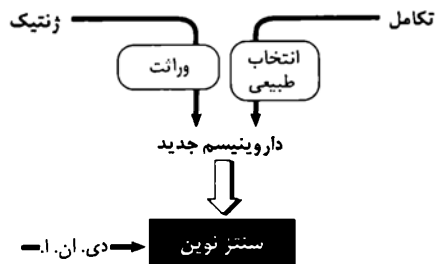 تکامل
ژنتیک
انتخاب
طبیعی
وراثت
داروینیسم جدید
سنتز نوین
دی. ان. ا.